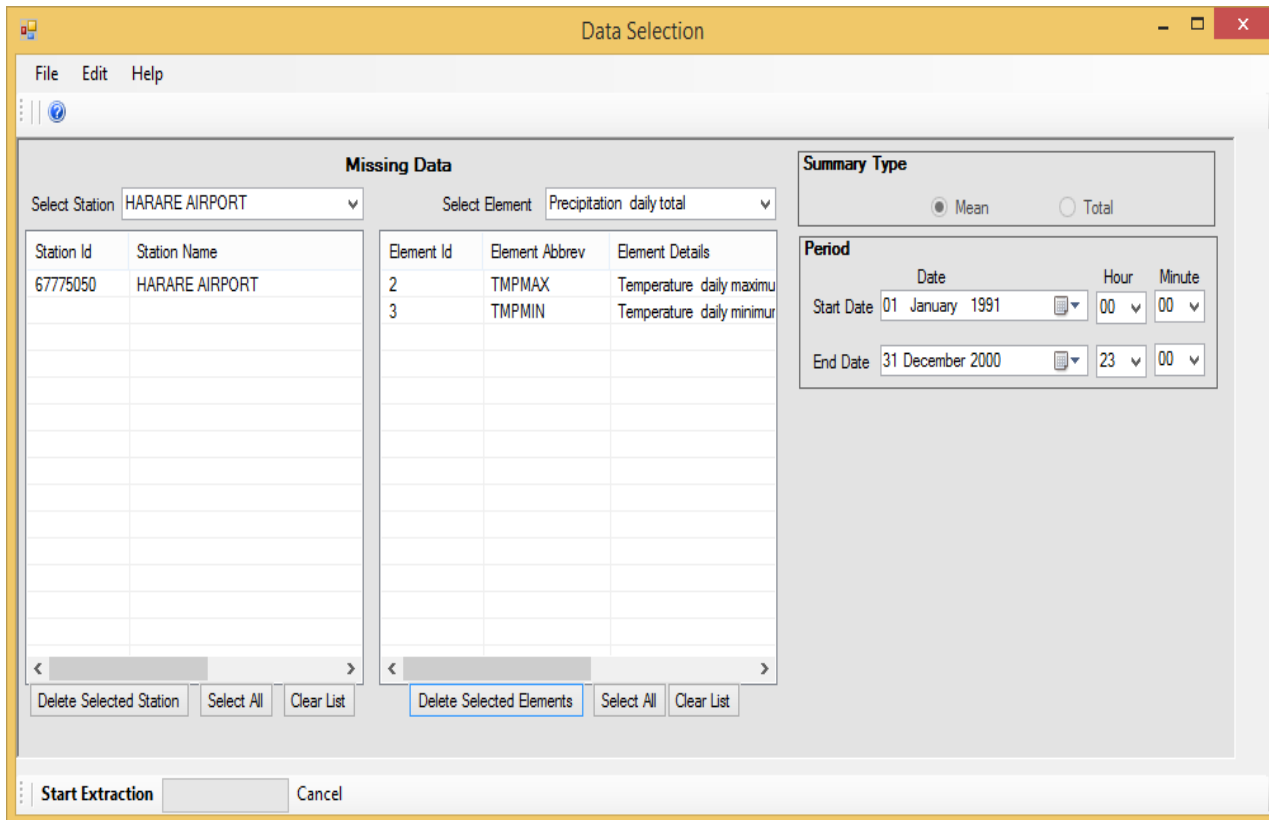 Data Selection
File Edit Help
Missing Data
Select Station HARARE AIRPORT
Select Element Precipitation daily total
Station Id Station Name
67775050 HARARE AIRPORT
Element Id Element Abbrev Element Details
2 TMPMAX Temperature daily maximu
3 TMPMIN Temperature daily minimur
Delete Selected Station Select All Clear List
Delete Selected Elements Select All Clear List
Summary Type
Mean Total
Period
Date Hour Minute
Start Date 01 January 1991 00 00
End Date 31 December 2000 23 00
Start Extraction Cancel